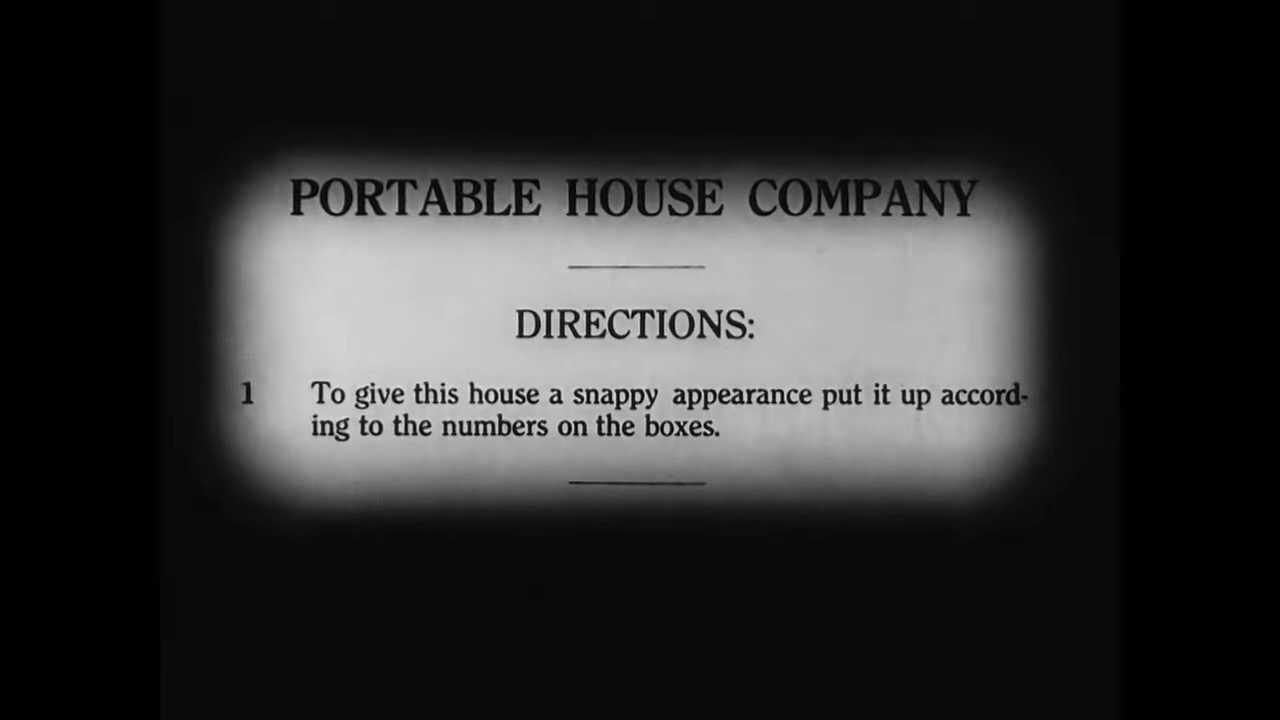 PORTABLE HOUSE COMPANY
DIRECTIONS:
1 To give this house a snappy appearance put it up accord-
ing to the numbers on the boxes.